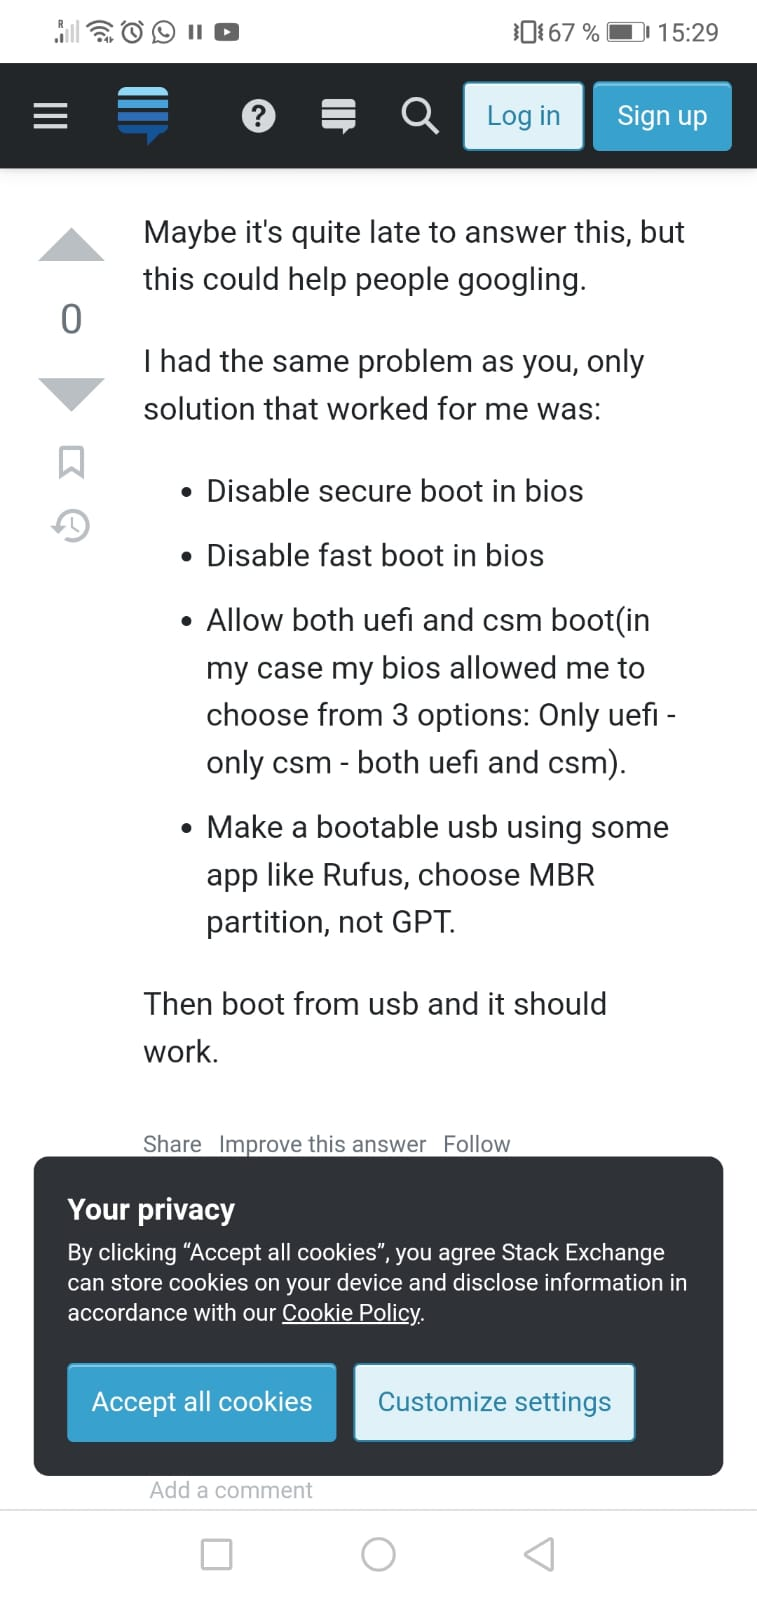 R 67 % 15:29
? Log in Sign up
Maybe it's quite late to answer this, but
this could help people googling.
0
I had the same problem as you, only
solution that worked for me was:
• Disable secure boot in bios
• Disable fast boot in bios
• Allow both uefi and csm boot(in
my case my bios allowed me to
choose from 3 options: Only uefi -
only csm - both uefi and csm).
• Make a bootable usb using some
app like Rufus, choose MBR
partition, not GPT.
Then boot from usb and it should
work.
Share Improve this answer Follow
Your privacy
By clicking “Accept all cookies”, you agree Stack Exchange
can store cookies on your device and disclose information in
accordance with our Cookie Policy.
Accept all cookies Customize settings
Add a comment